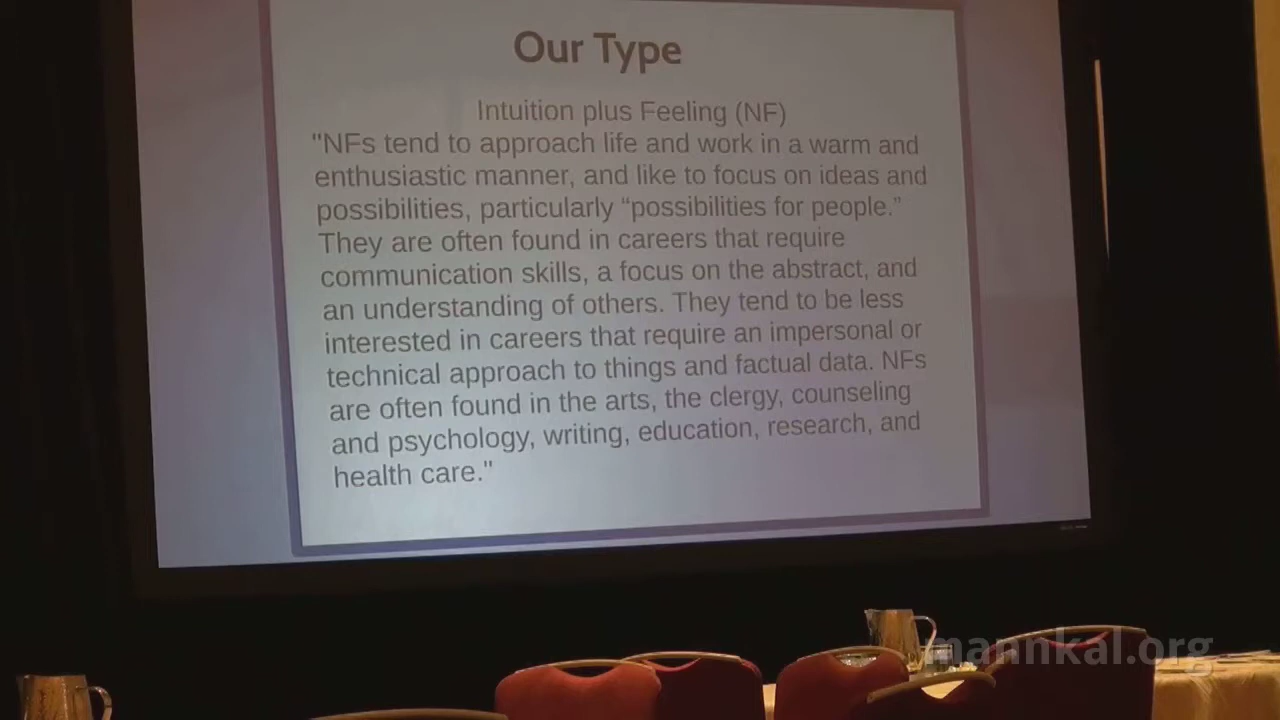 Our Type
Intuition plus Feeling (NF)
"NFs tend to approach life and work in a warm and
enthusiastic manner, and like to focus on ideas and
possibilities, particularly “possibilities for people.”
They are often found in careers that require
communication skills, a focus on the abstract, and
an understanding of others. They tend to be less
interested in careers that require an impersonal or
technical approach to things and factual data. NFs
are often found in the arts, the clergy, counseling
and psychology, writing, education, research, and
health care."
mannkal.org